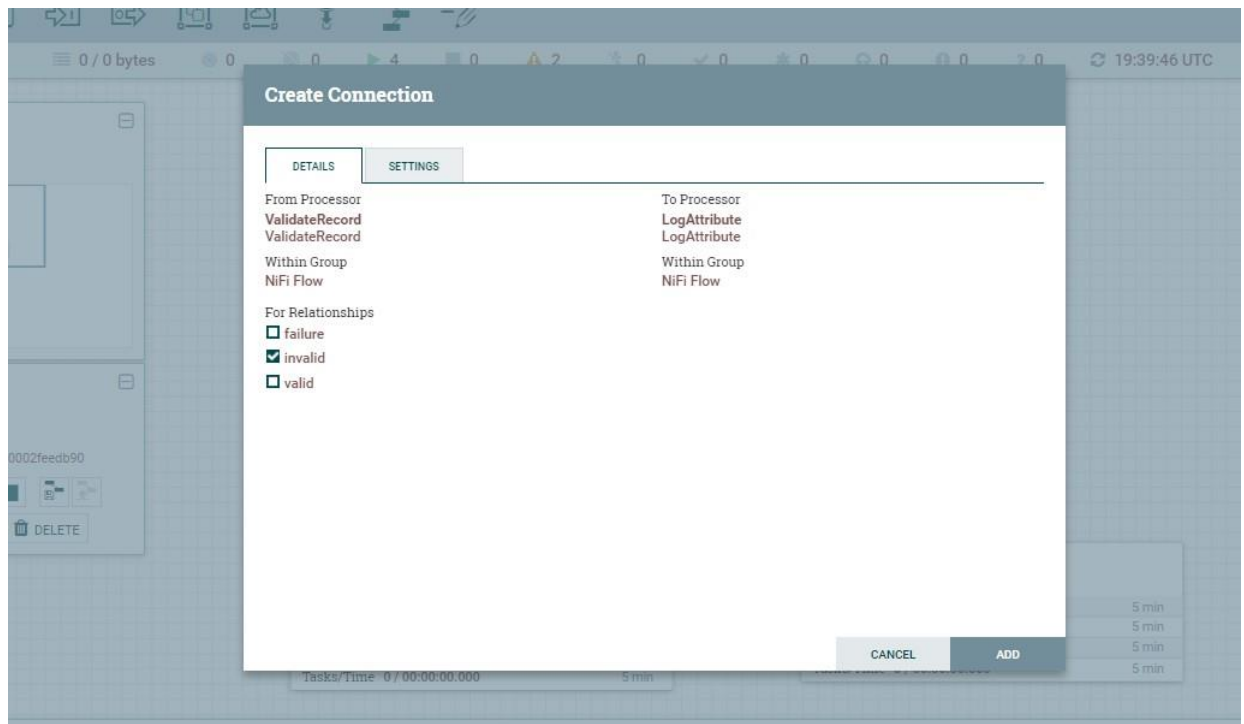 0 / 0 bytes 0 0 4 0 2 0 0 0 0 0 ? 0 19:39:46 UTC
Create Connection
DETAILS SETTINGS
From Processor
ValidateRecord
ValidateRecord
Within Group
NiFi Flow
To Processor
LogAttribute
LogAttribute
Within Group
NiFi Flow
For Relationships
failure
invalid
valid
0002feedb90
DELETE
5 min
5 min
5 min
5 min
CANCEL ADD
Tasks/Time 0 / 00:00:00.000 5 min